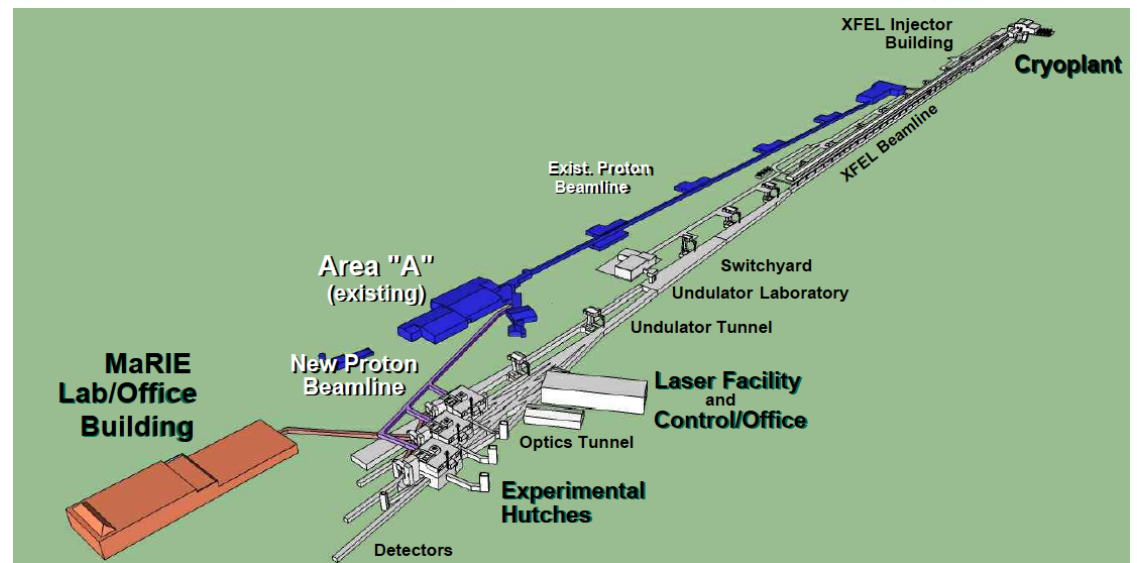 XFEL Injector
Building
Cryoplant
XFEL Beamline
Exist. Proton
Beamline
Area "A"
(existing)
Switchyard
Undulator Laboratory
Undulator Tunnel
New Proton
Beamline
MaRIE
Lab/Office
Building
Laser Facility
and
Control/Office
Optics Tunnel
Experimental
Hutches
Detectors